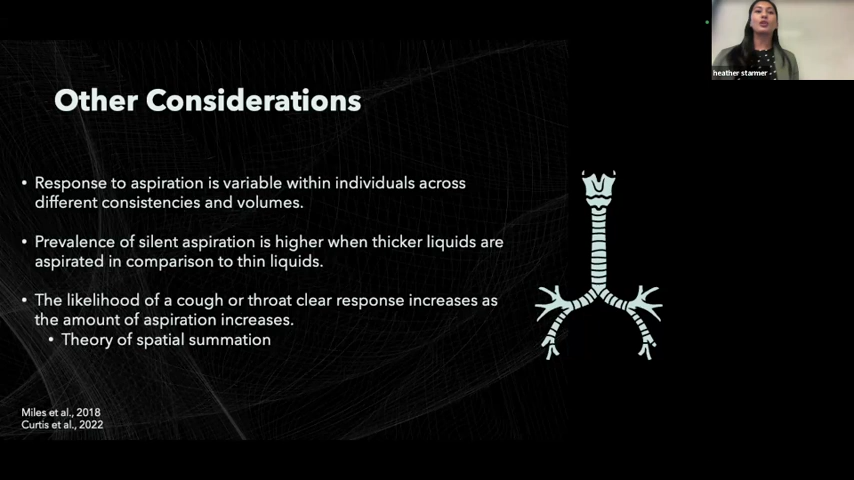 heather starmer
Other Considerations
• Response to aspiration is variable within individuals across
different consistencies and volumes.
• Prevalence of silent aspiration is higher when thicker liquids are
aspirated in comparison to thin liquids.
• The likelihood of a cough or throat clear response increases as
the amount of aspiration increases.
• Theory of spatial summation
Miles et al., 2018
Curtis et al., 2022